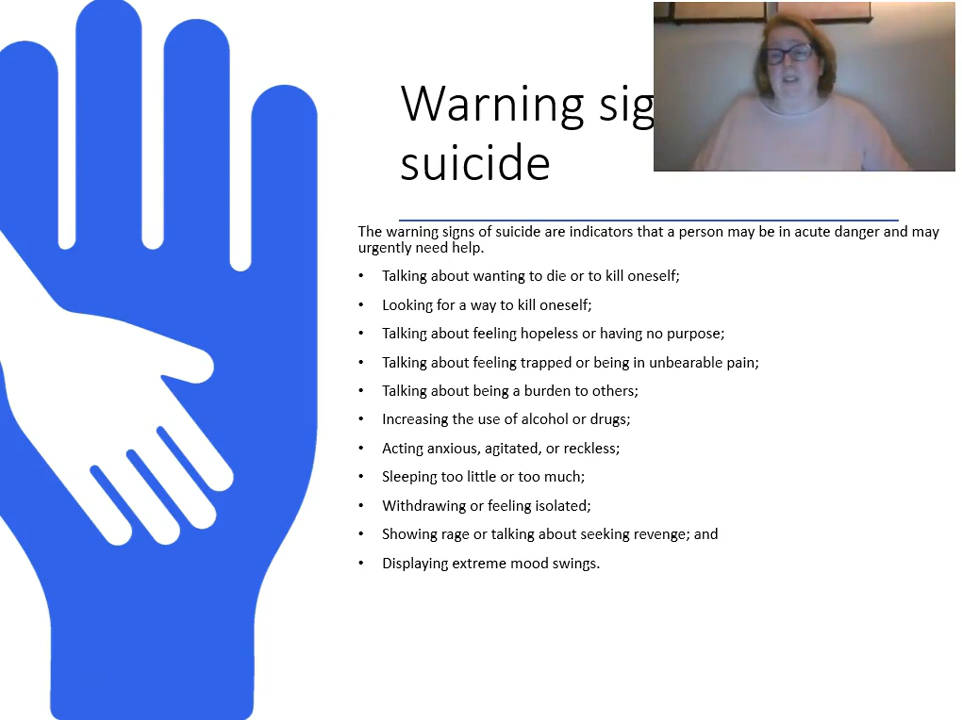 Warning sig
suicide
The warning signs of suicide are indicators that a person may be in acute danger and may
urgently need help.
• Talking about wanting to die or to kill oneself;
• Looking for a way to kill oneself;
• Talking about feeling hopeless or having no purpose;
• Talking about feeling trapped or being in unbearable pain;
• Talking about being a burden to others;
• Increasing the use of alcohol or drugs;
• Acting anxious, agitated, or reckless;
• Sleeping too little or too much;
• Withdrawing or feeling isolated;
• Showing rage or talking about seeking revenge; and
• Displaying extreme mood swings.